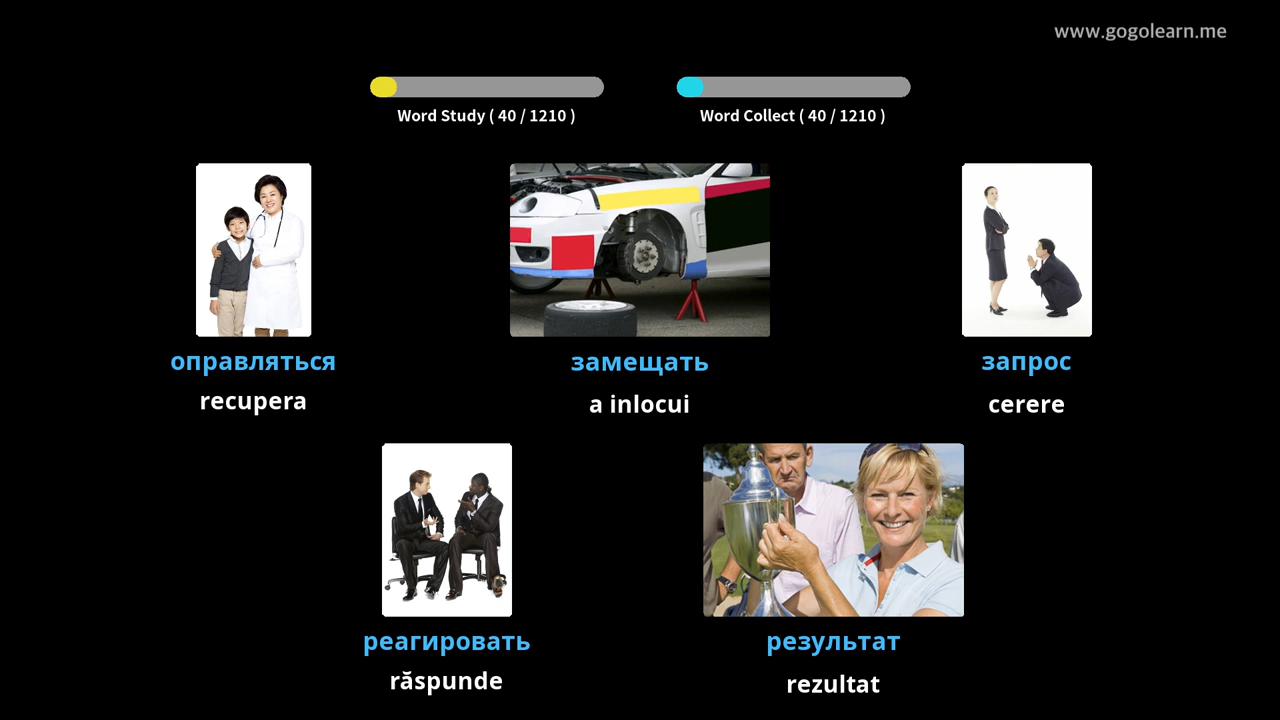 www.gogolearn.me
Word Study ( 40 / 1210 )
Word Collect ( 40 / 1210 )
оправляться
recupera
замещать
a inlocui
запрос
cerere
реагировать
răspunde
результат
rezultat